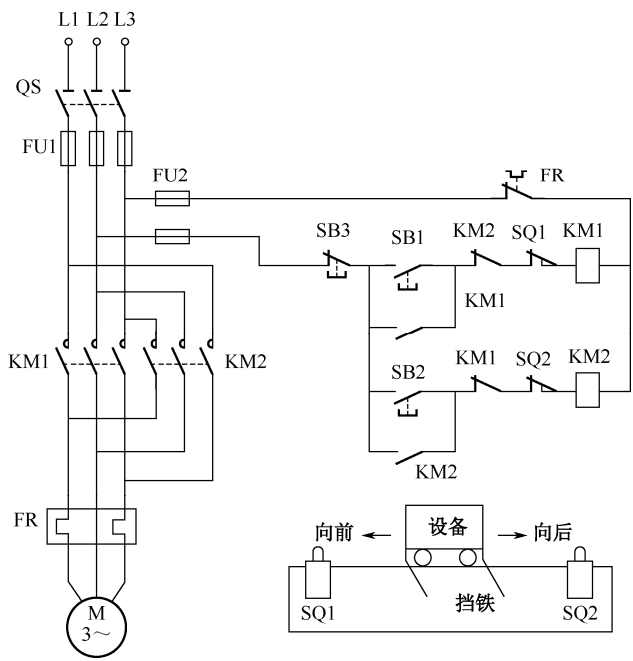 L1 L2 L3
QS
FU1
FU2
FR
SB3
SB1
KM2
SQ1
KM1
KM1
KM1
KM2
SB2
KM1
SQ2
KM2
KM2
FR
向前
设备
向后
挡铁
SQ1
SQ2
M
3～